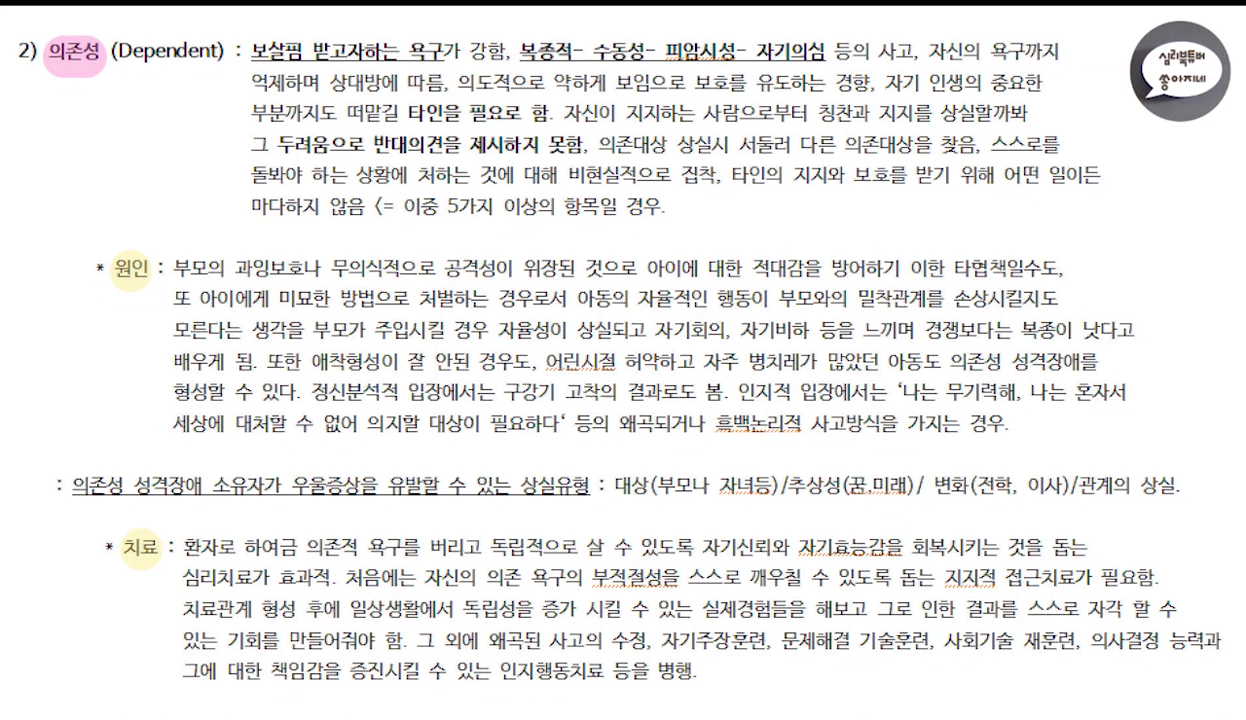 2) 의존성 (Dependent) : 보살핌 받고자하는 욕구가 강함, 복종적- 수동성- 피암시성- 자기의심 등의 사고, 자신의 욕구까지
억제하며 상대방에 따름, 의도적으로 약하게 보임으로 보호를 유도하는 경향, 자기 인생의 중요한
부분까지도 떠맡길 타인을 필요로 함. 자신이 지지하는 사람으로부터 칭찬과 지지를 상실할까봐
그 두려움으로 반대의견을 제시하지 못함, 의존대상 상실시 서둘러 다른 의존대상을 찾음, 스스로를
돌봐야 하는 상황에 처하는 것에 대해 비현실적으로 집착, 타인의 지지와 보호를 받기 위해 어떤 일이든
마다하지 않음 <= 이중 5가지 이상의 항목일 경우.
* 원인 : 부모의 과잉보호나 무의식적으로 공격성이 위장된 것으로 아이에 대한 적대감을 방어하기 이한 타협책일수도,
또 아이에게 미묘한 방법으로 처벌하는 경우로서 아동의 자율적인 행동이 부모와의 밀착관계를 손상시킬지도
모른다는 생각을 부모가 주입시킬 경우 자율성이 상실되고 자기회의, 자기비하 등을 느끼며 경쟁보다는 복종이 낫다고
배우게 됨. 또한 애착형성이 잘 안된 경우도, 어린시절 허약하고 자주 병치레가 많았던 아동도 의존성 성격장애를
형성할 수 있다. 정신분석적 입장에서는 구강기 고착의 결과로도 봄. 인지적 입장에서는 ‘나는 무기력해, 나는 혼자서
세상에 대처할 수 없어 의지할 대상이 필요하다‘ 등의 왜곡되거나 흑백논리적 사고방식을 가지는 경우.
: 의존성 성격장애 소유자가 우울증상을 유발할 수 있는 상실유형 : 대상(부모나 자녀등)/추상성(꿈,미래)/ 변화(전학, 이사)/관계의 상실.
* 치료 : 환자로 하여금 의존적 욕구를 버리고 독립적으로 살 수 있도록 자기신뢰와 자기효능감을 회복시키는 것을 돕는
심리치료가 효과적. 처음에는 자신의 의존 욕구의 부적절성을 스스로 깨우칠 수 있도록 돕는 지지적 접근치료가 필요함.
치료관계 형성 후에 일상생활에서 독립성을 증가 시킬 수 있는 실제경험들을 해보고 그로 인한 결과를 스스로 자각 할 수
있는 기회를 만들어줘야 함. 그 외에 왜곡된 사고의 수정, 자기주장훈련, 문제해결 기술훈련, 사회기술 재훈련, 의사결정 능력과
그에 대한 책임감을 증진시킬 수 있는 인지행동치료 등을 병행.
심리북튜버
쫑아지네